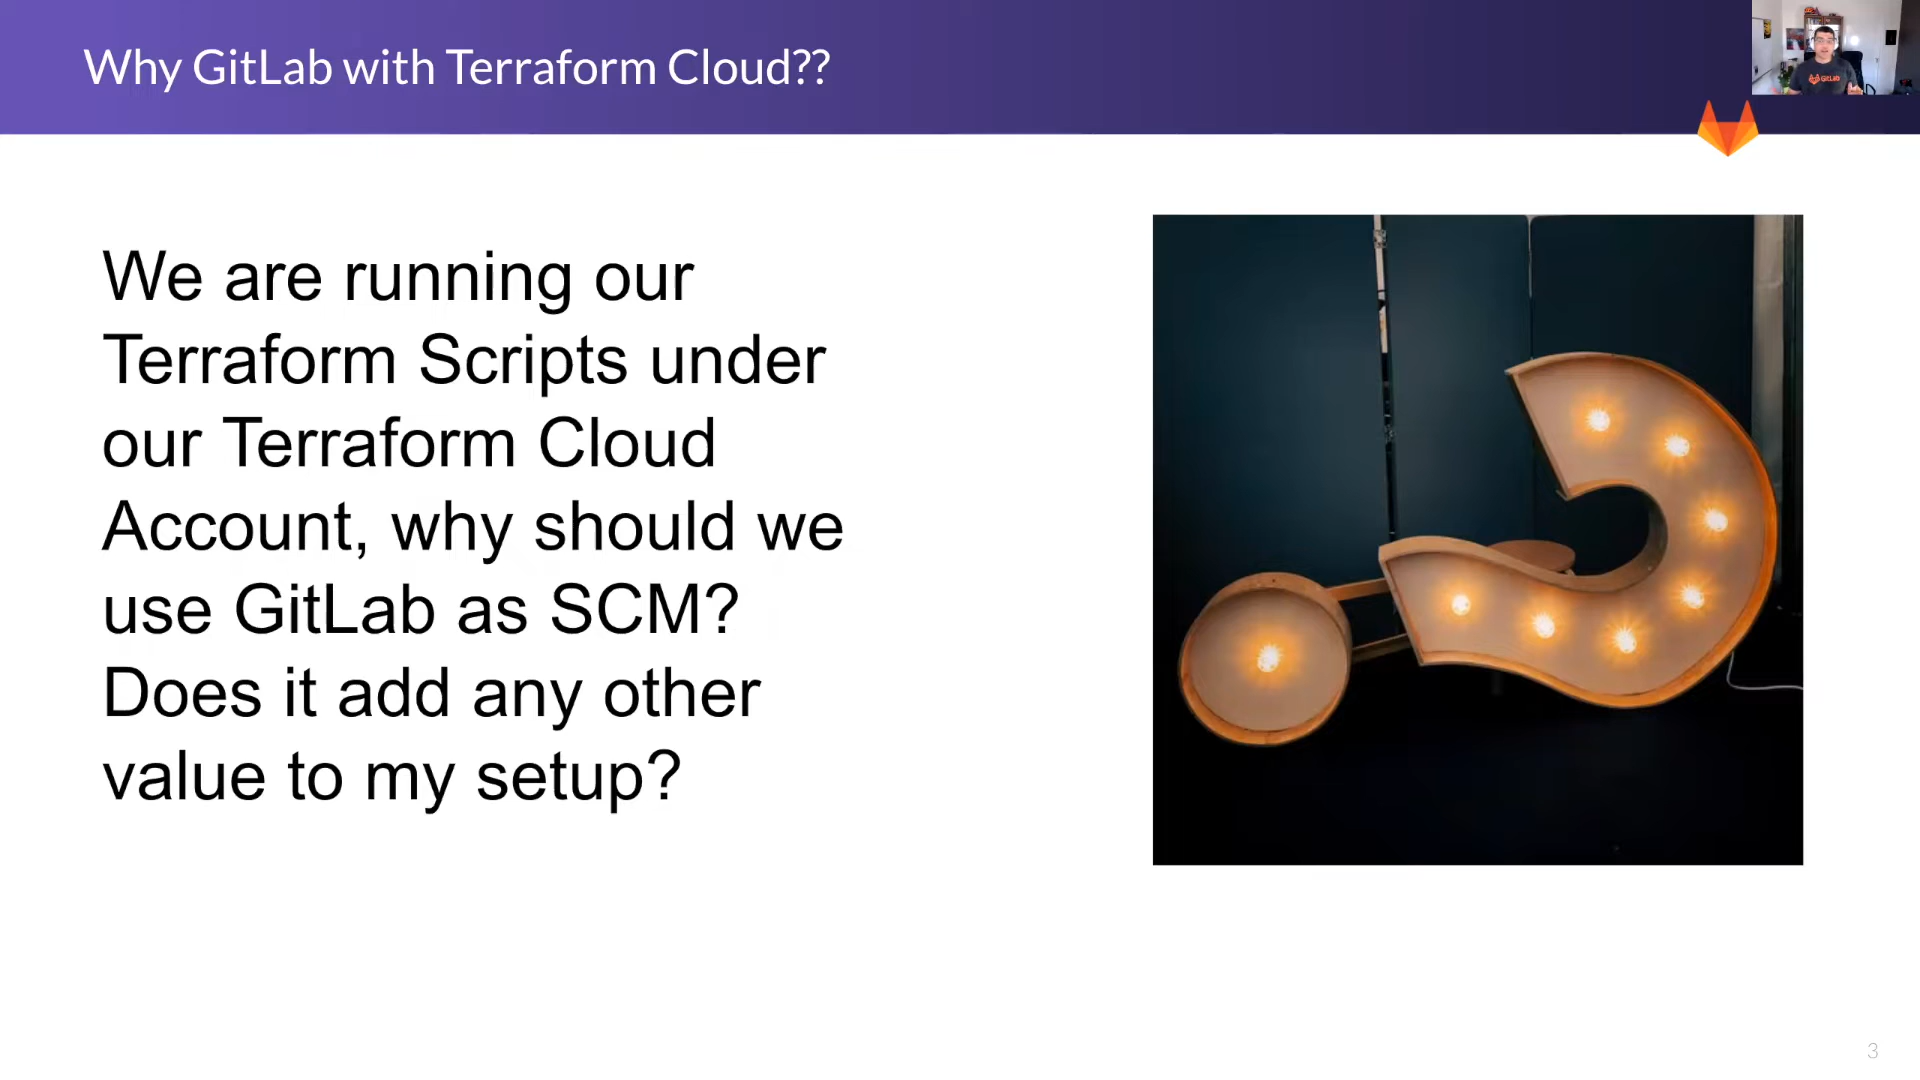 Why GitLab with Terraform Cloud??
GitLab
We are running our
Terraform Scripts under
our Terraform Cloud
Account, why should we
use GitLab as SCM?
Does it add any other
value to my setup?
3